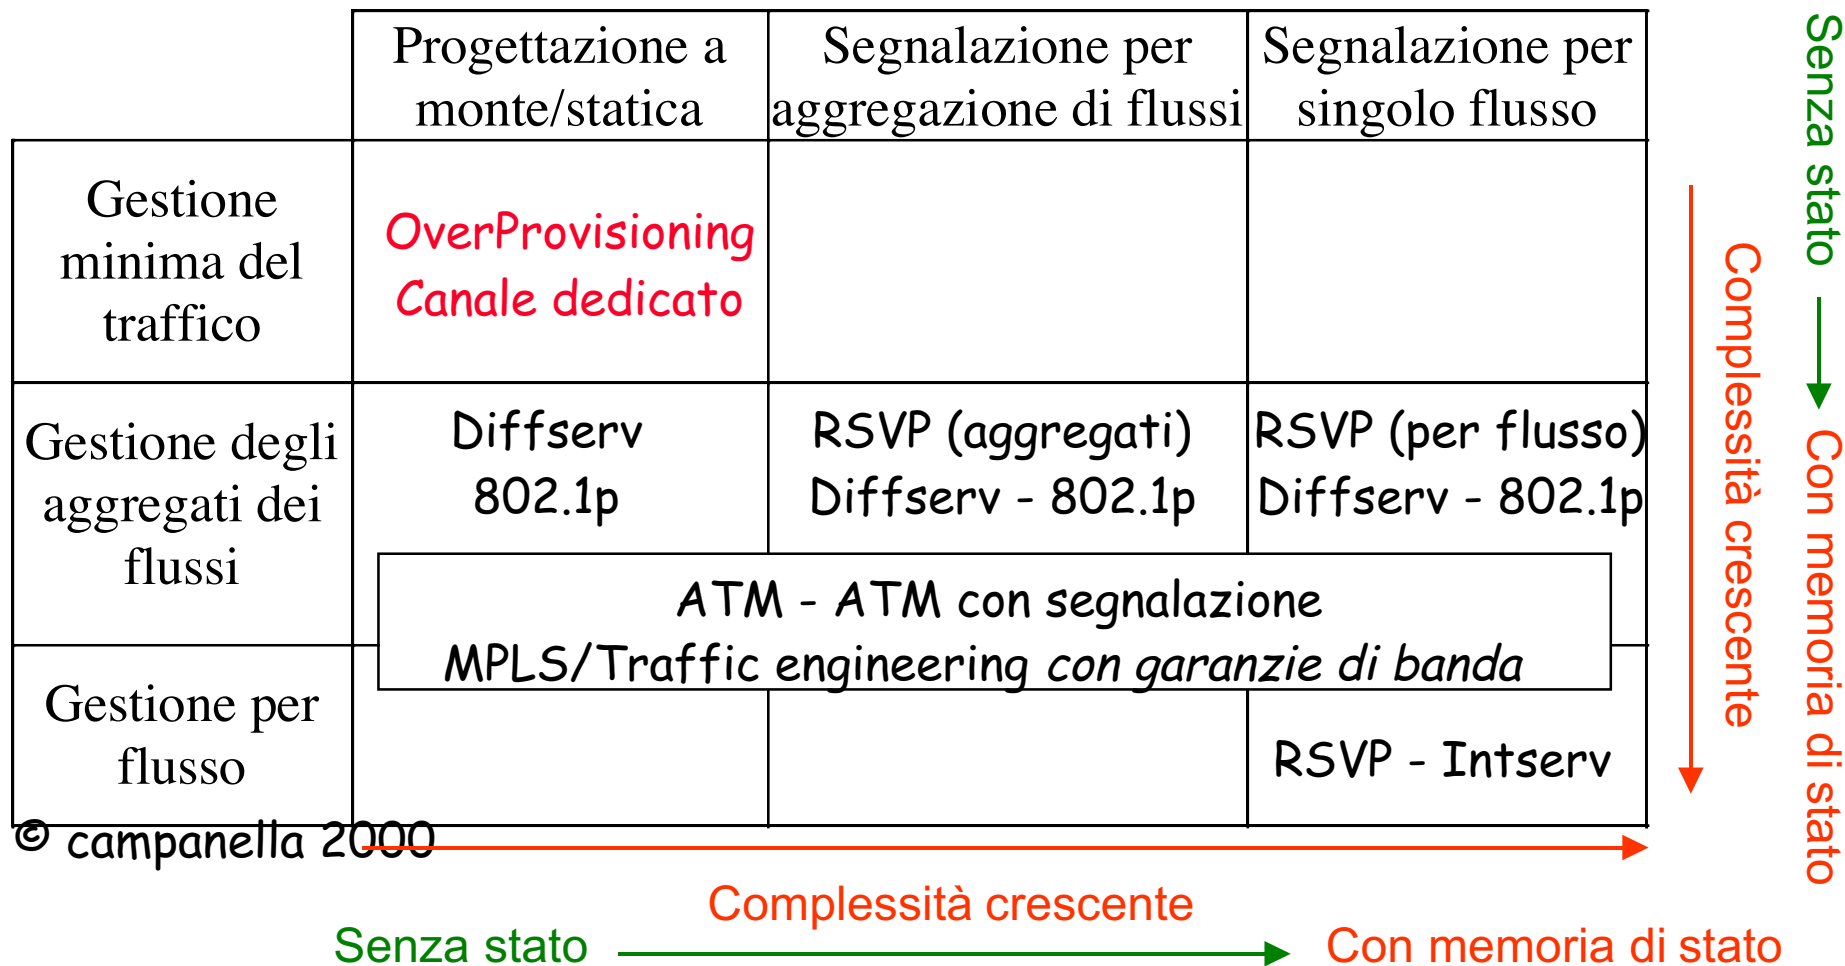 Progettazione a
monte/statica
Segnalazione per
aggregazione di flussi
Segnalazione per
singolo flusso
Gestione
minima del
traffico
OverProvisioning
Canale dedicato
Gestione degli
aggregati dei
flussi
Diffserv
802.1p
RSVP (aggregati)
Diffserv - 802.1p
RSVP (per flusso)
Diffserv - 802.1p
ATM - ATM con segnalazione
MPLS/Traffic engineering con garanzie di banda
Gestione per
flusso
RSVP - Intserv
© campanella 2000
Complessità crescente
Senza stato
Con memoria di stato
Complessità crescente
Senza stato
Con memoria di stato